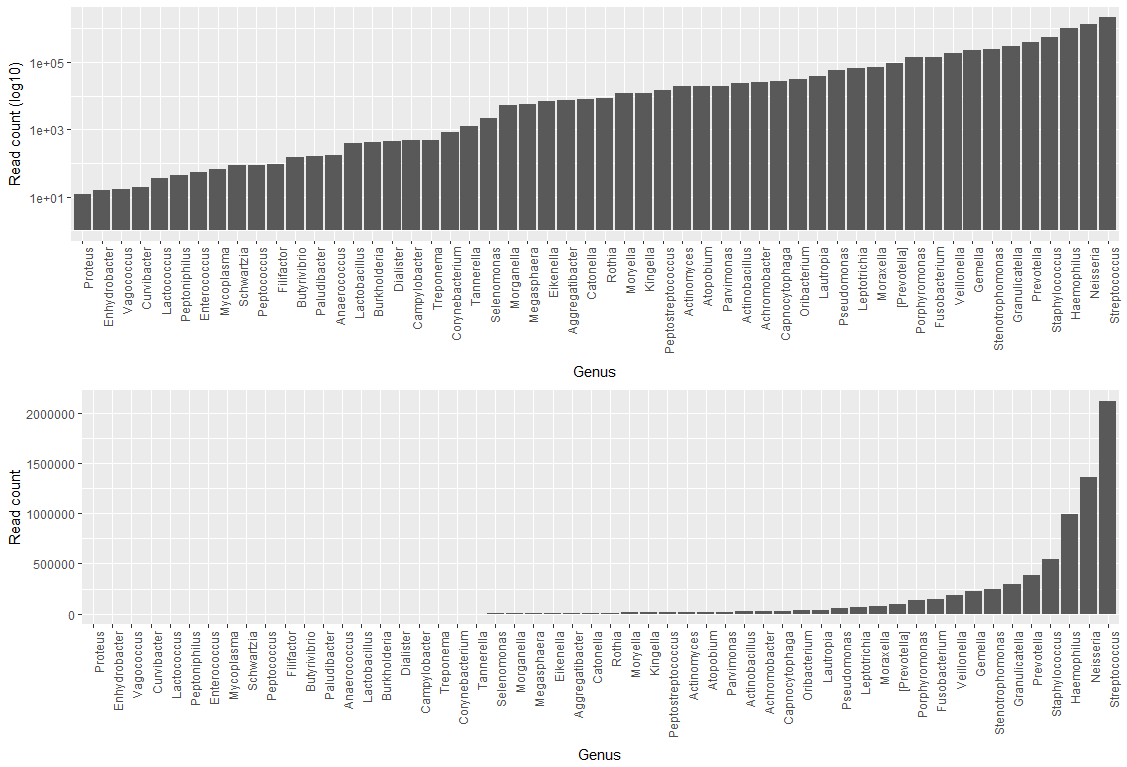 Read count (log10)
1e+05
1e+03
1e+01
Proteus
Enhydrobacter
Vagococcus
Curvibacter
Lactococcus
Peptoniphilus
Enterococcus
Mycoplasma
Schwartzia
Peptococcus
Filifactor
Butyrivibrio
Paludibacter
Anaerococcus
Lactobacillus
Burkholderia
Dialister
Campylobacter
Treponema
Corynebacterium
Tannerella
Selenomonas
Morganella
Megasphaera
Eikenella
Aggregatibacter
Catonella
Rothia
Moryella
Kingella
Peptostreptococcus
Actinomyces
Atopobium
Parvimonas
Actinobacillus
Achromobacter
Capnocytophaga
Oribacterium
Lautropia
Pseudomonas
Leptotrichia
Moraxella
[Prevotella]
Porphyromonas
Fusobacterium
Veillonella
Gemella
Stenotrophomonas
Granulicatella
Prevotella
Staphylococcus
Haemophilus
Neisseria
Streptococcus
Genus
Read count
2000000
1500000
1000000
500000
0
Proteus
Enhydrobacter
Vagococcus
Curvibacter
Lactococcus
Peptoniphilus
Enterococcus
Mycoplasma
Schwartzia
Peptococcus
Filifactor
Butyrivibrio
Paludibacter
Anaerococcus
Lactobacillus
Burkholderia
Dialister
Campylobacter
Treponema
Corynebacterium
Tannerella
Selenomonas
Morganella
Megasphaera
Eikenella
Aggregatibacter
Catonella
Rothia
Moryella
Kingella
Peptostreptococcus
Actinomyces
Atopobium
Parvimonas
Actinobacillus
Achromobacter
Capnocytophaga
Oribacterium
Lautropia
Pseudomonas
Leptotrichia
Moraxella
[Prevotella]
Porphyromonas
Fusobacterium
Veillonella
Gemella
Stenotrophomonas
Granulicatella
Prevotella
Staphylococcus
Haemophilus
Neisseria
Streptococcus
Genus